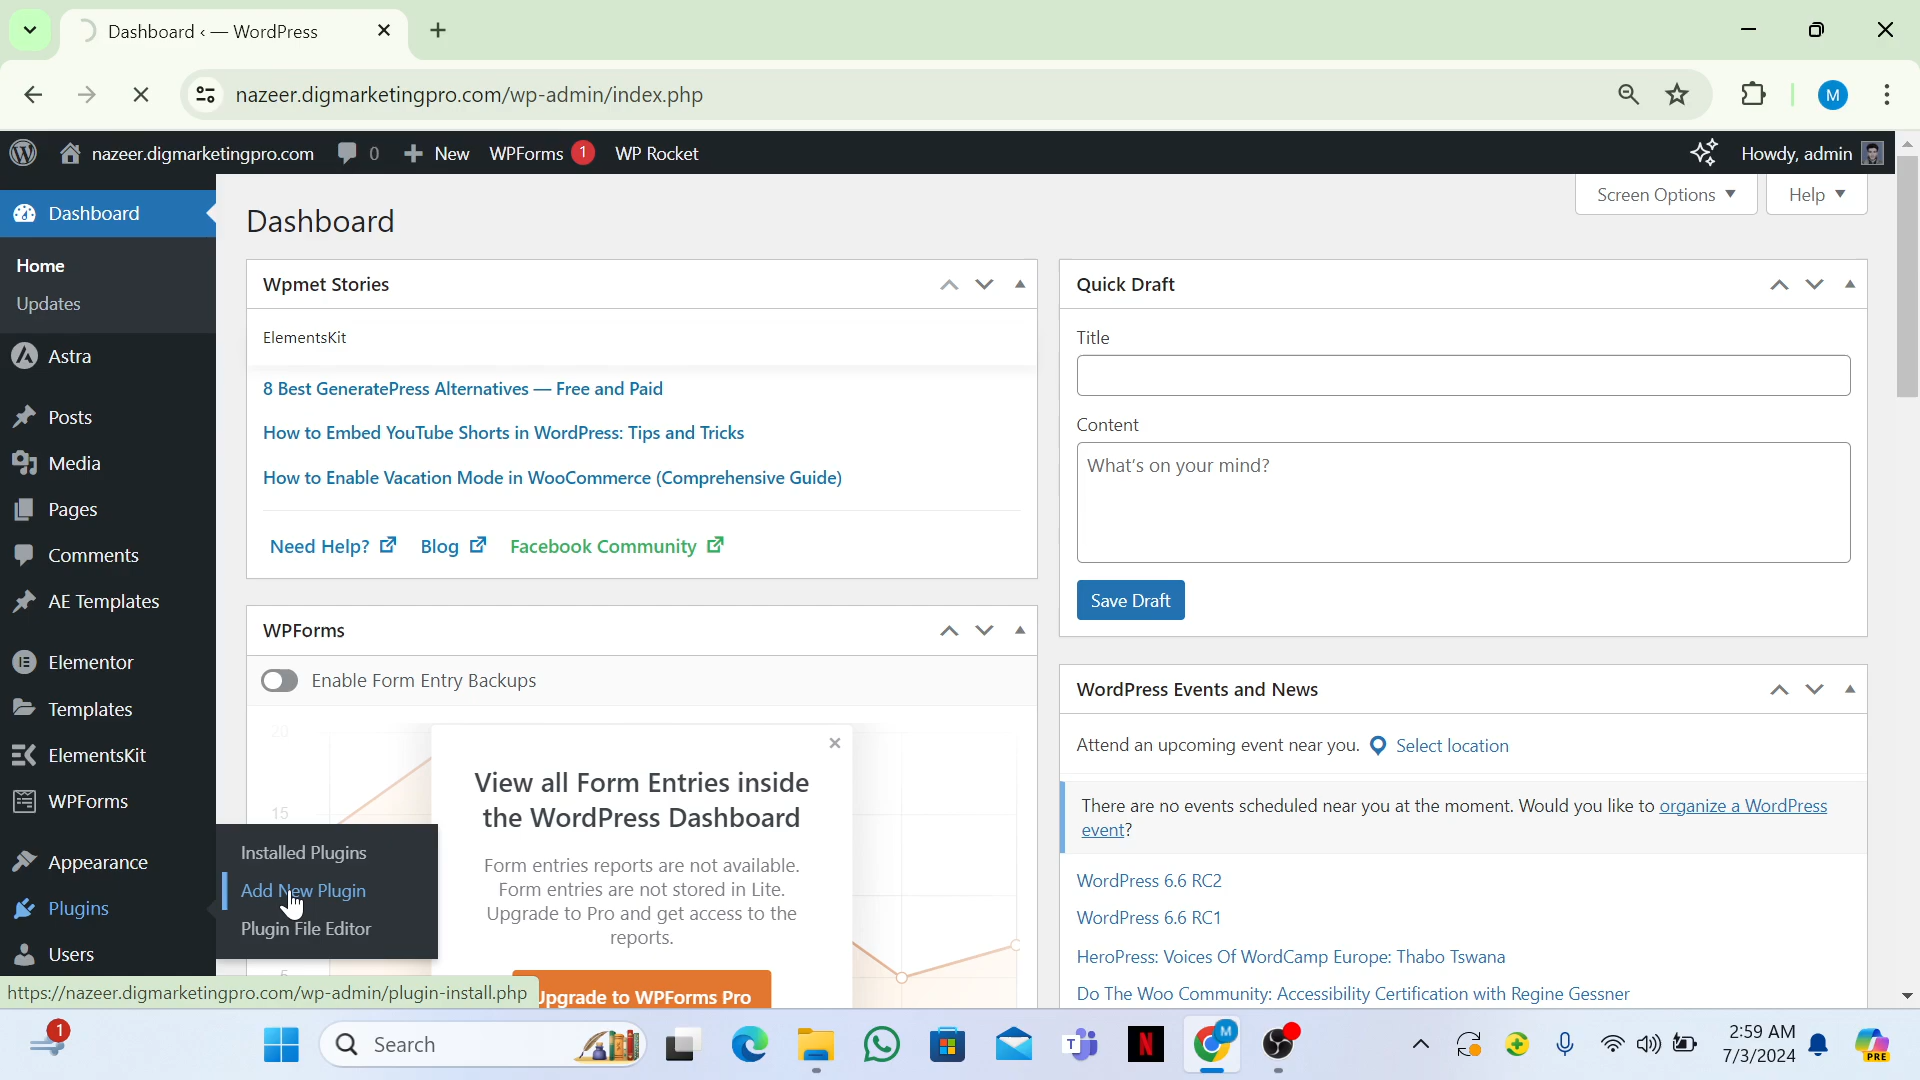 Dashboard ‹ — WordPress
nazeer.digmarketingpro.com/wp-admin/index.php
M
nazeer.digmarketingpro.com 0 New WPForms 1 WP Rocket
Howdy, admin
Dashboard
Home
Updates
Astra
Posts
Media
Pages
Comments
AE Templates
Elementor
Templates
ElementsKit
WPForms
Appearance
Plugins
Users
Installed Plugins
Add New Plugin
Plugin File Editor
Screen Options
Help
Dashboard
Wpmet Stories
ElementsKit
8 Best GeneratePress Alternatives — Free and Paid
How to Embed YouTube Shorts in WordPress: Tips and Tricks
How to Enable Vacation Mode in WooCommerce (Comprehensive Guide)
Need Help? Blog Facebook Community
WPForms
Enable Form Entry Backups
20
15
5
View all Form Entries inside
the WordPress Dashboard
Form entries reports are not available.
Form entries are not stored in Lite.
Upgrade to Pro and get access to the
reports.
Upgrade to WPForms Pro
Quick Draft
Title
Content
What's on your mind?
Save Draft
WordPress Events and News
Attend an upcoming event near you. Select location
There are no events scheduled near you at the moment. Would you like to organize a WordPress
event?
WordPress 6.6 RC2
WordPress 6.6 RC1
HeroPress: Voices Of WordCamp Europe: Thabo Tswana
Do The Woo Community: Accessibility Certification with Regine Gessner
https://nazeer.digmarketingpro.com/wp-admin/plugin-install.php
1
Search
T
N
M
2:59 AM
7/3/2024
PRE